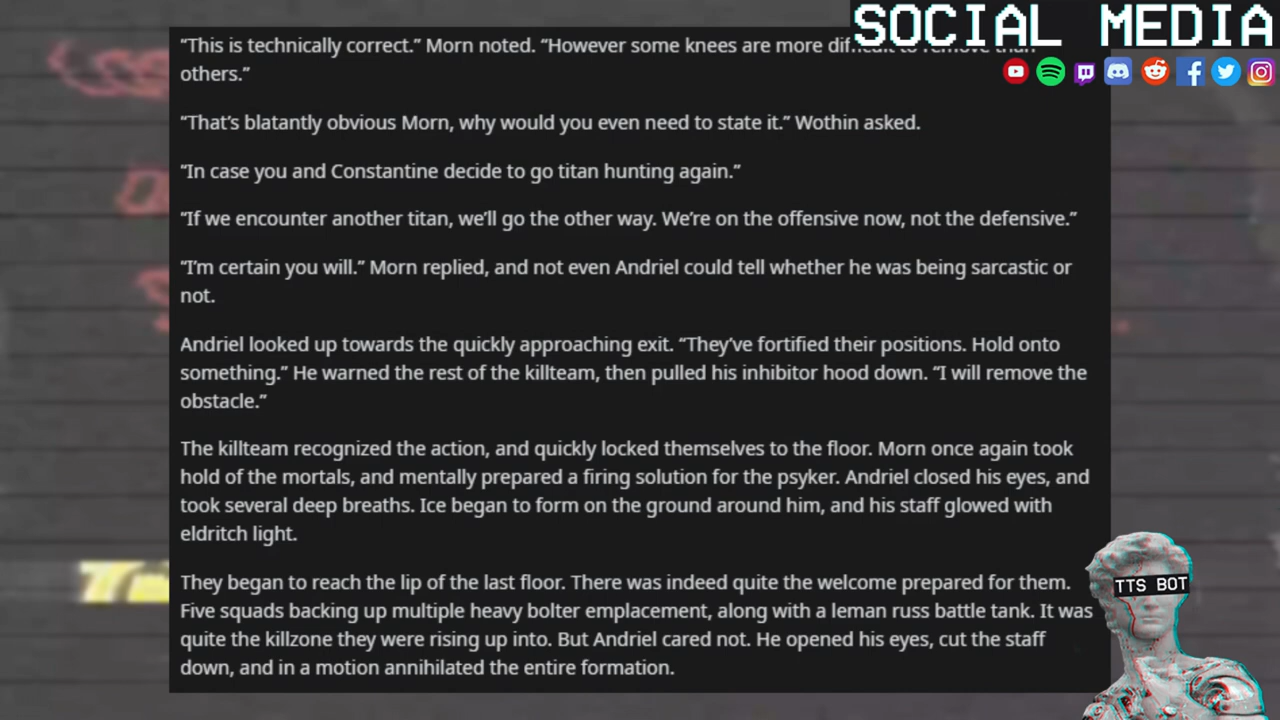 SOCIAL MEDIA
“This is technically correct.” Morn noted. “However some knees are more difficult to remove than
others.”
“That’s blatantly obvious Morn, why would you even need to state it.” Wothin asked.
“In case you and Constantine decide to go titan hunting again.”
“If we encounter another titan, we’ll go the other way. We’re on the offensive now, not the defensive.”
“I’m certain you will.” Morn replied, and not even Andriel could tell whether he was being sarcastic or
not.
Andriel looked up towards the quickly approaching exit. “They’ve fortified their positions. Hold onto
something.” He warned the rest of the killteam, then pulled his inhibitor hood down. “I will remove the
obstacle.”
The killteam recognized the action, and quickly locked themselves to the floor. Morn once again took
hold of the mortals, and mentally prepared a firing solution for the psyker. Andriel closed his eyes, and
took several deep breaths. Ice began to form on the ground around him, and his staff glowed with
eldritch light.
They began to reach the lip of the last floor. There was indeed quite the welcome prepared for them.
Five squads backing up multiple heavy bolter emplacement, along with a leman russ battle tank. It was
quite the killzone they were rising up into. But Andriel cared not. He opened his eyes, cut the staff
down, and in a motion annihilated the entire formation.
TTS BOT